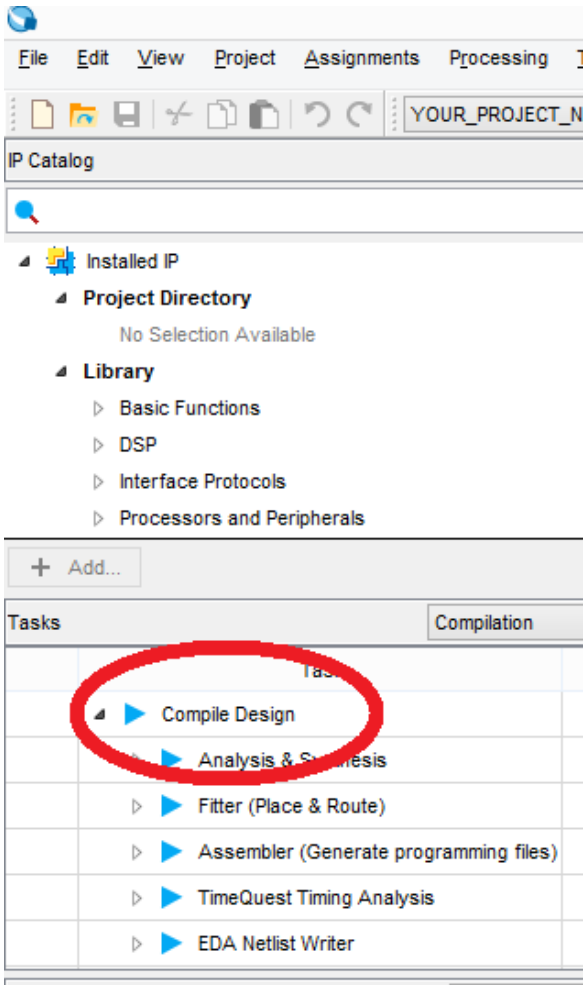 File Edit View Project Assignments Processing
YOUR_PROJECT_N
IP Catalog
Installed IP
Project Directory
No Selection Available
Library
Basic Functions
DSP
Interface Protocols
Processors and Peripherals
+ Add...
Tasks Compilation
Compile Design
Analysis & Synthesis
Fitter (Place & Route)
Assembler (Generate programming files)
TimeQuest Timing Analysis
EDA Netlist Writer